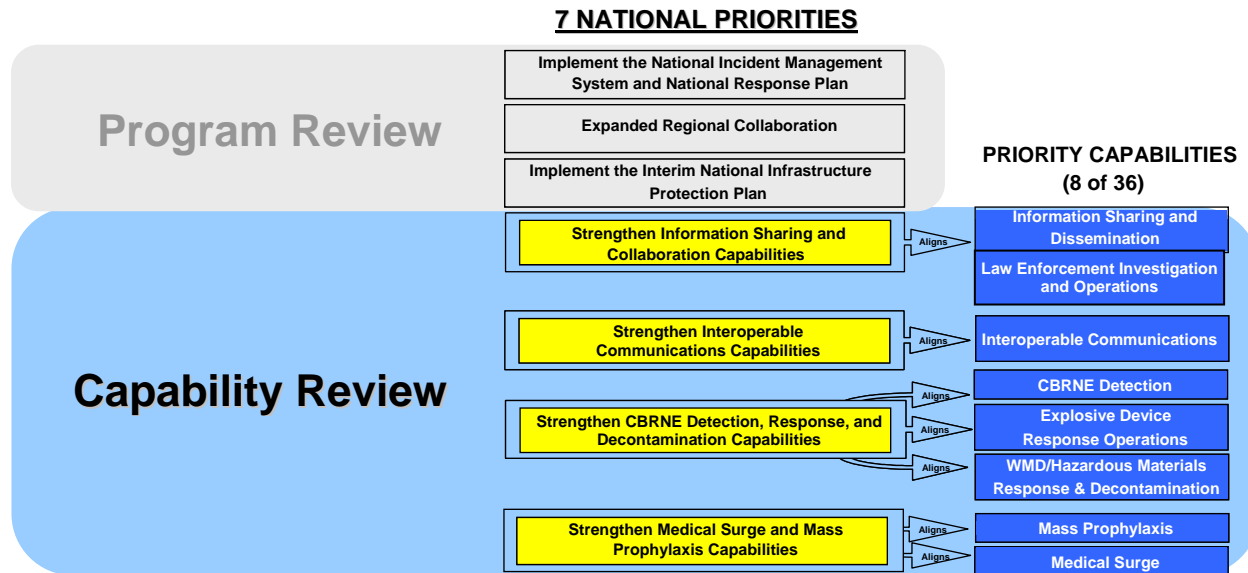 7 NATIONAL PRIORITIES
Implement the National Incident Management
System and National Response Plan
Program Review
Expanded Regional Collaboration
Implement the Interim National Infrastructure
Protection Plan
PRIORITY CAPABILITIES
(8 of 36)
Capability Review
Strengthen Information Sharing and
Collaboration Capabilities
Aligns
Information Sharing and
Dissemination
Law Enforcement Investigation
and Operations
Strengthen Interoperable
Communications Capabilities
Aligns
Interoperable Communications
Strengthen CBRNE Detection, Response, and
Decontamination Capabilities
Aligns
CBRNE Detection
Aligns
Explosive Device
Response Operations
Aligns
WMD/Hazardous Materials
Response & Decontamination
Strengthen Medical Surge and Mass
Prophylaxis Capabilities
Aligns
Mass Prophylaxis
Aligns
Medical Surge